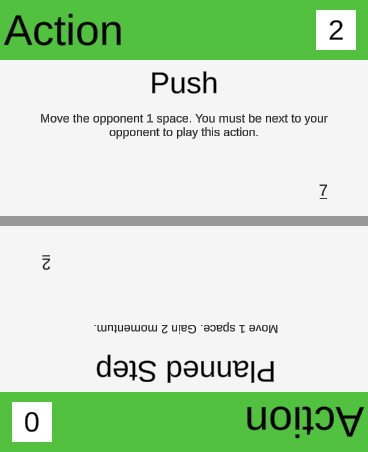 Action 2
Push
Move the opponent 1 space. You must be next to your
opponent to play this action.
7
Action 0
Planned Step
Move 1 space. Gain 2 momentum.
2